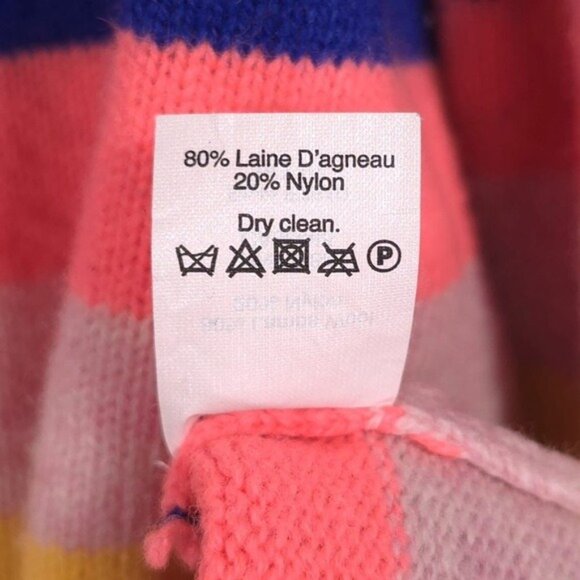 80% Laine D'agneau
20% Nylon
Dry clean.
P